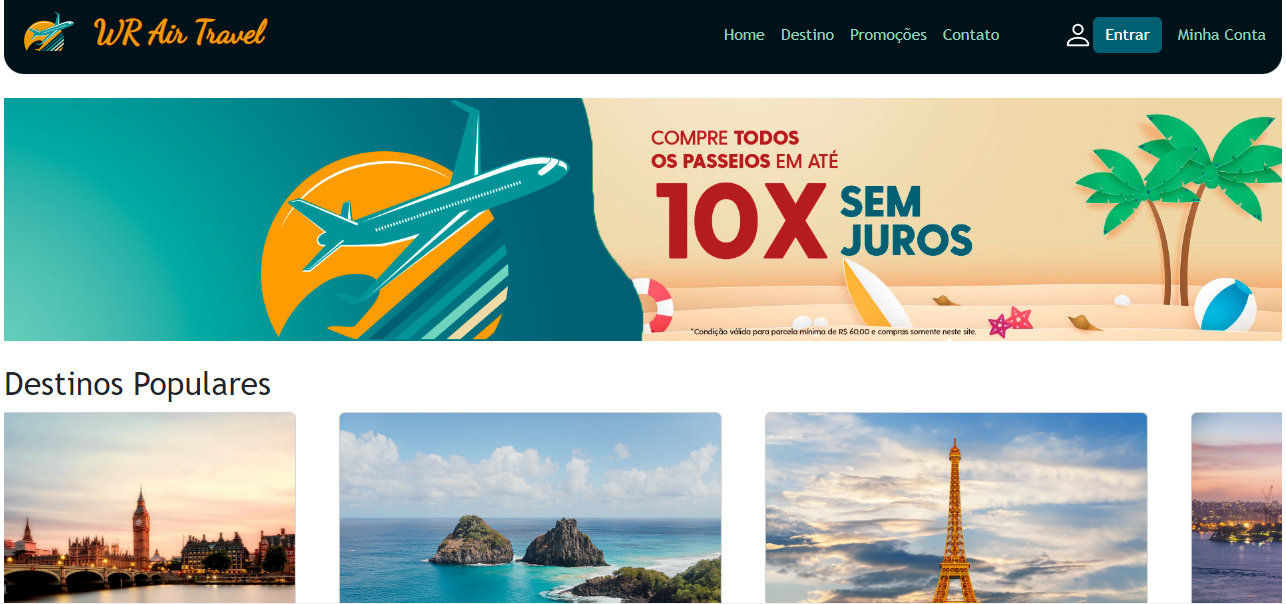 WR Air Travel
Home Destino Promoções Contato Entrar Minha Conta
COMPRE TODOS
OS PASSEIOS EM ATÉ
10X SEM
JUROS
*Condição válida para parcela mínima de R$ 60,00 e compras somente neste site.
Destinos Populares